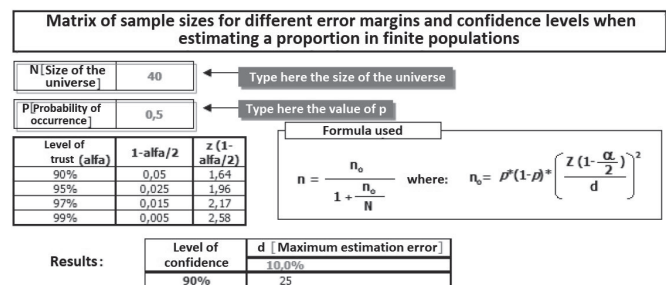 Matrix of sample sizes for different error margins and confidence levels when
estimating a proportion in finite populations
N[Size of the
universe]
40
Type here the size of the universe
P[Probability of
occurrence]
0,5
Type here the value of p
Level of
trust (alfa)
1-alfa/2
z (1-
alfa/2)
90% 0,05 1,64
95% 0,025 1,96
97% 0,015 2,17
99% 0,005 2,58
Formula used
n = n₀ / (1 + n₀/N) where: n₀= p*(1-p)* (Z (1-α/2) / d)²
Results:
Level of
confidence
d [Maximum estimation error]
10,0%
90% 25